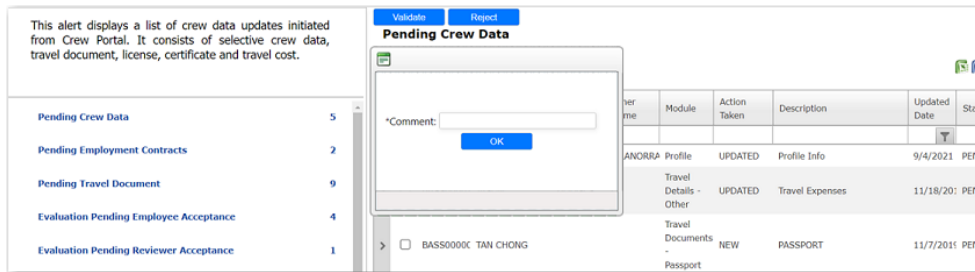 This alert displays a list of crew data updates initiated
from Crew Portal. It consists of selective crew data,
travel document, license, certificate and travel cost.
Pending Crew Data 5
Pending Employment Contracts 2
Pending Travel Document 9
Evaluation Pending Employee Acceptance 4
Evaluation Pending Reviewer Acceptance 1
Validate Reject
Pending Crew Data
*Comment:
OK
Module Action Taken Description Updated Date
Profile UPDATED Profile Info 9/4/2021
Travel Details - Other UPDATED Travel Expenses 11/18/20
BASS0000 TAN CHONG Travel Documents - Passport NEW PASSPORT 11/7/2019